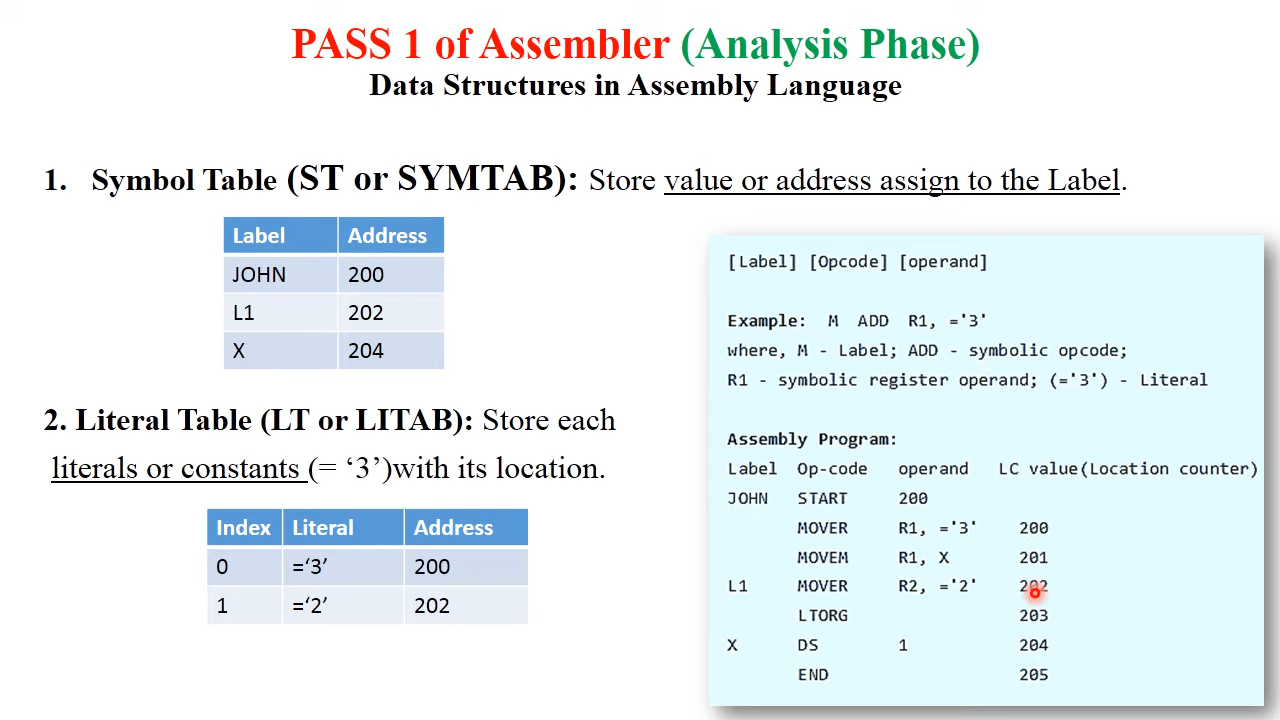 PASS 1 of Assembler (Analysis Phase)
Data Structures in Assembly Language
1. Symbol Table (ST or SYMTAB): Store value or address assign to the Label.
Label Address
JOHN 200
L1 202
X 204
2. Literal Table (LT or LITAB): Store each
literals or constants (= ‘3’)with its location.
Index Literal Address
0 =‘3’ 200
1 =‘2’ 202
[Label] [Opcode] [operand]
Example: M ADD R1, ='3'
where, M - Label; ADD - symbolic opcode;
R1 - symbolic register operand; (='3') - Literal
Assembly Program:
Label Op-code operand LC value(Location counter)
JOHN START 200
MOVER R1, ='3' 200
MOVEM R1, X 201
L1 MOVER R2, ='2' 202
LTORG 203
X DS 1 204
END 205